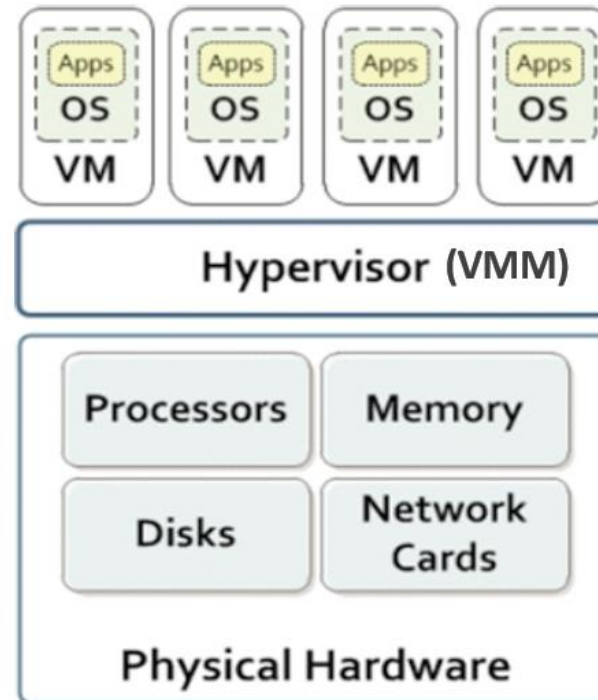 Apps Apps Apps Apps
OS OS OS OS
VM VM VM VM
Hypervisor (VMM)
Processors Memory
Disks Network
Cards
Physical Hardware